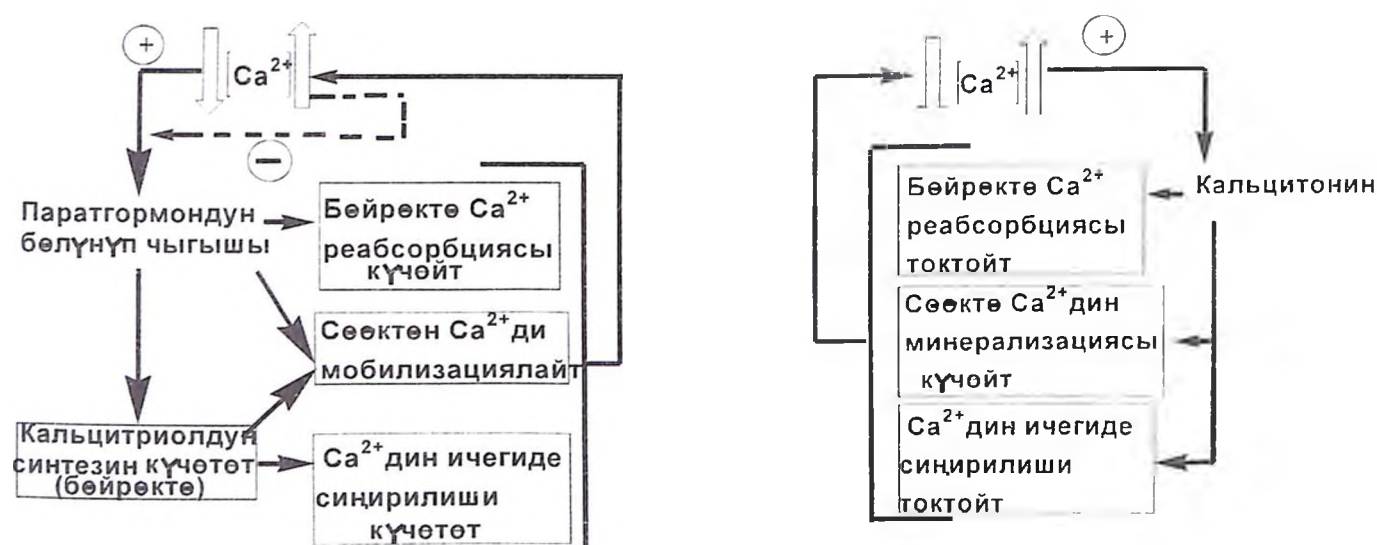 +
[Ca²⁺]
−
Паратгормондун
бөлүнүп чыгышы
Бөйрөктө Ca²⁺
реабсорбциясы
күчөйт
Сөөктөн Ca²⁺ди
мобилизациялайт
Кальцитриолдун
синтезин күчөтөт
(бөйрөктө)
Ca²⁺дин ичегиде
сиңирилиши
күчөтөт
+
[Ca²⁺]
Кальцитонин
Бөйрөктө Ca²⁺
реабсорбциясы
токтойт
Сөөктө Ca²⁺дин
минерализациясы
күчөйт
Ca²⁺дин ичегиде
сиңирилиши
токтойт